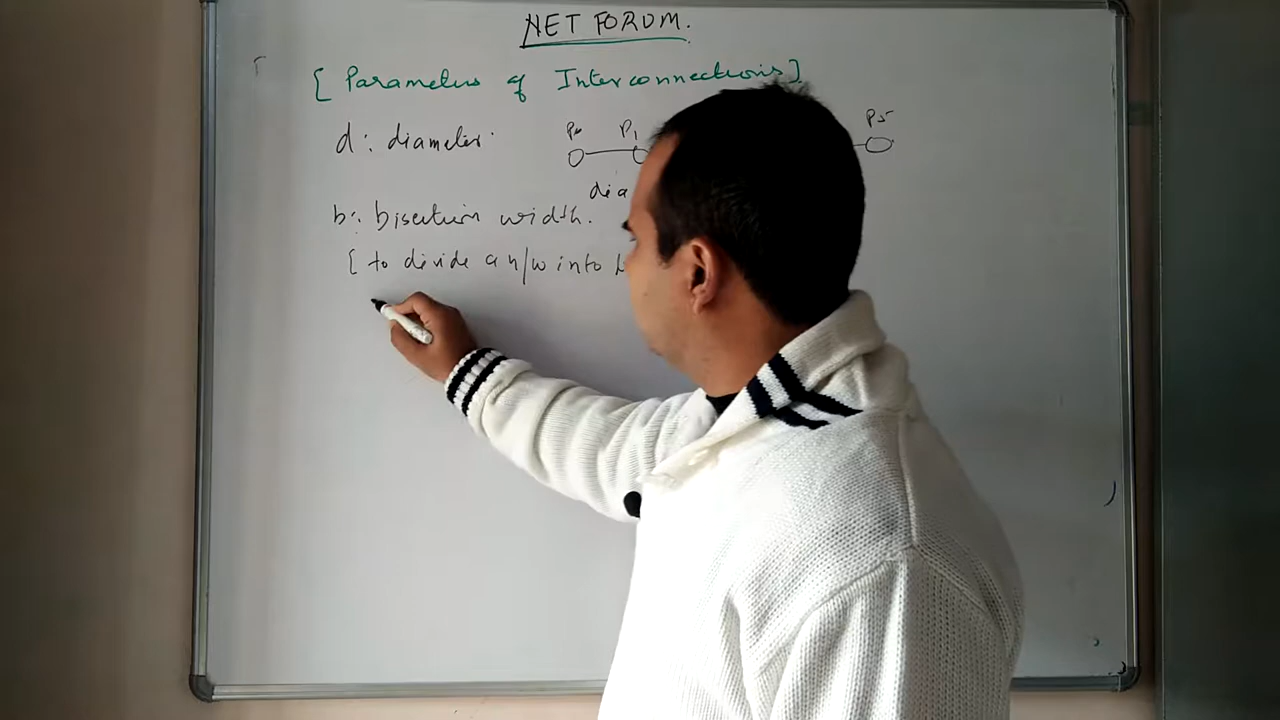 NET FORUM.
[ Parameters of Interconnections ]
P0 P1 P5
d: diameter.
dia
b: bisection width.
[ to divide a n/w into